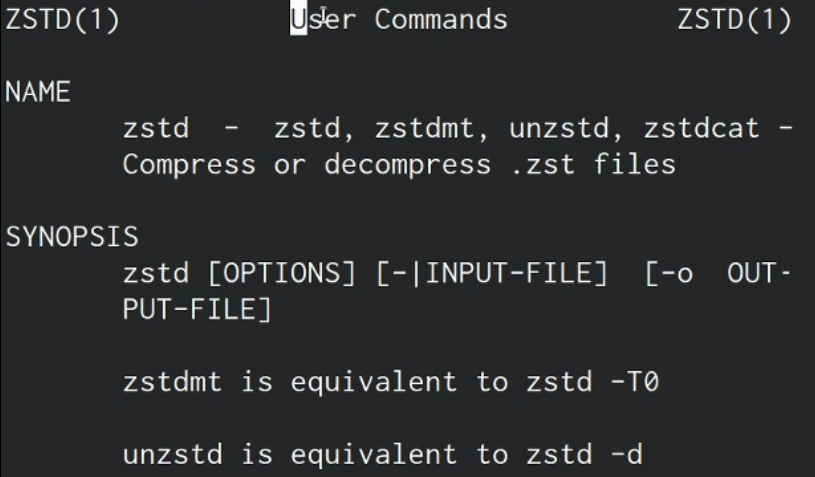 ZSTD(1) User Commands ZSTD(1)
NAME
zstd - zstd, zstdmt, unzstd, zstdcat -
Compress or decompress .zst files
SYNOPSIS
zstd [OPTIONS] [-|INPUT-FILE] [-o OUT-
PUT-FILE]
zstdmt is equivalent to zstd -T0
unzstd is equivalent to zstd -d